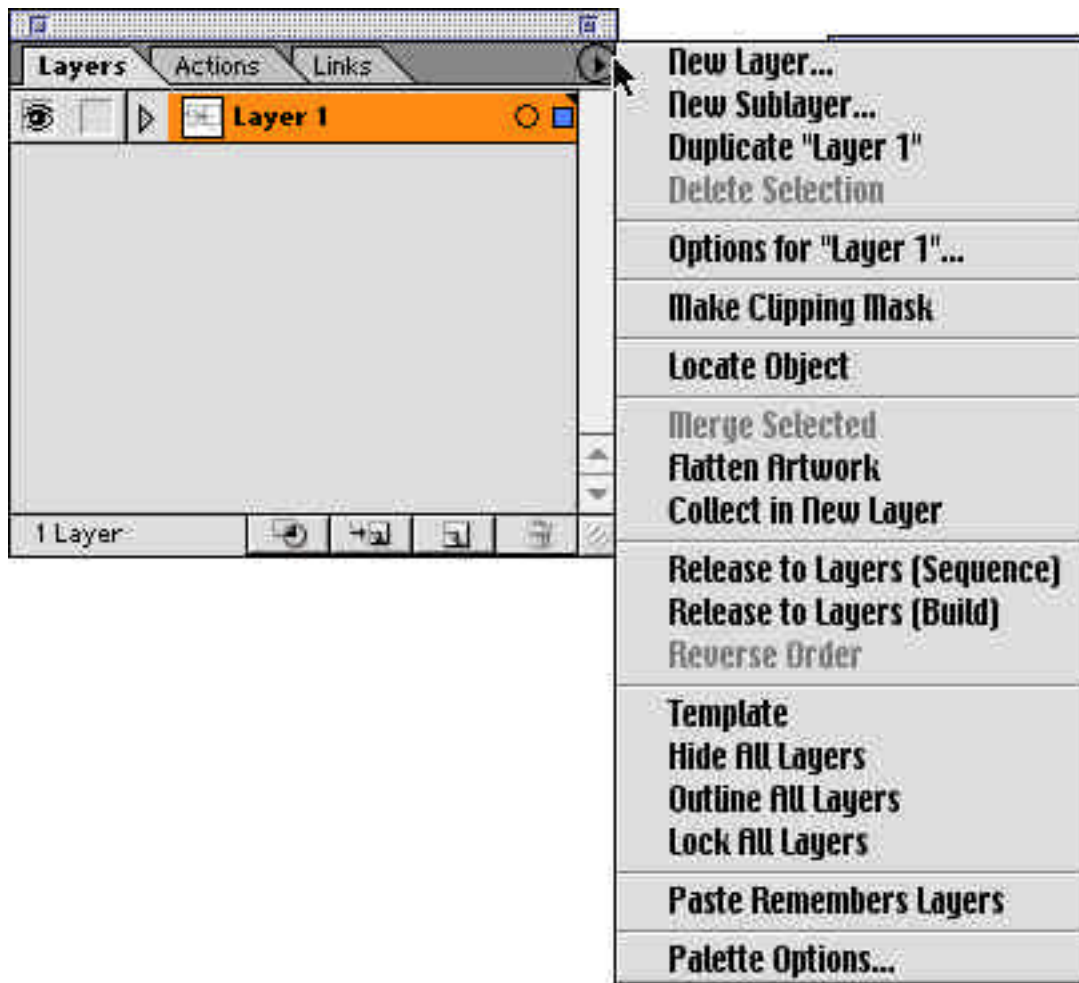 Layers Actions Links
Layer 1
1 Layer
New Layer...
New Sublayer...
Duplicate "Layer 1"
Delete Selection
Options for "Layer 1"...
Make Clipping Mask
Locate Object
Merge Selected
Flatten Artwork
Collect in New Layer
Release to Layers (Sequence)
Release to Layers (Build)
Reverse Order
Template
Hide All Layers
Outline All Layers
Lock All Layers
Paste Remembers Layers
Palette Options...